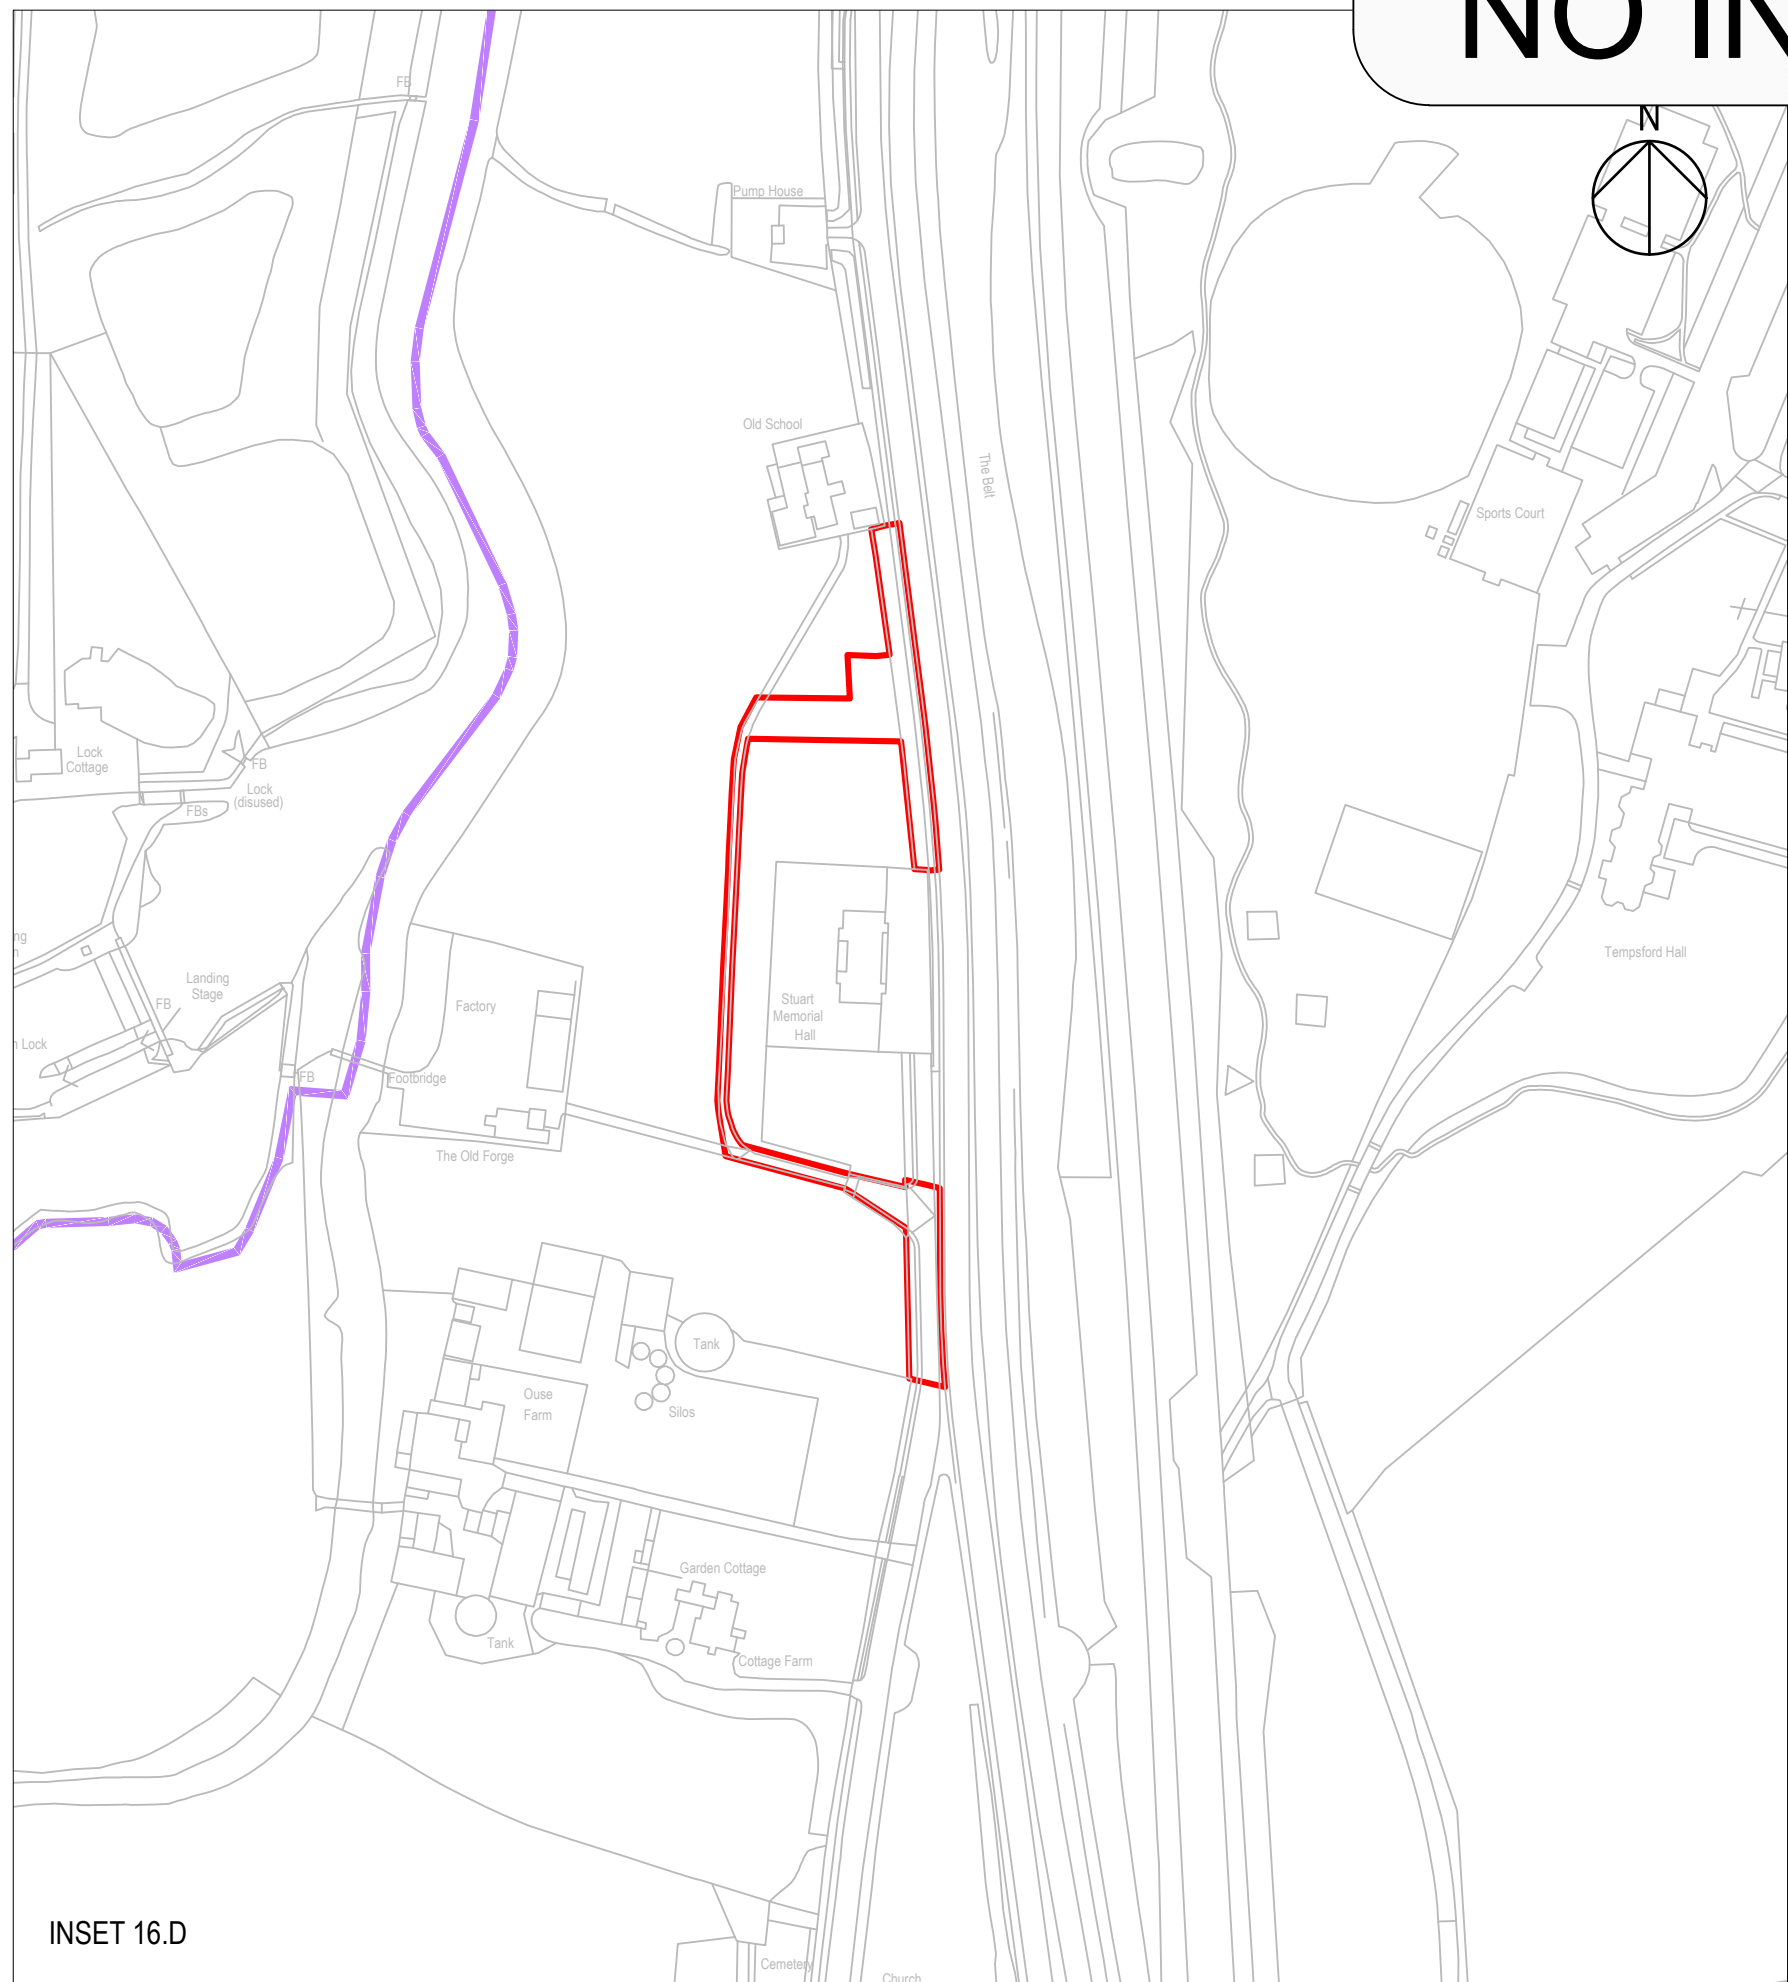 NO IN
N
FB
Pump House
Old School
The Belt
Sports Court
Lock
Cottage
FB
Lock
(disused)
FBs
Tempsford Hall
Landing
Stage
FB
Factory
Stuart
Memorial
Hall
Lock
FB
Footbridge
The Old Forge
Tank
Ouse
Farm
Silos
Garden Cottage
Tank
Cottage Farm
INSET 16.D
Cemetery
Church